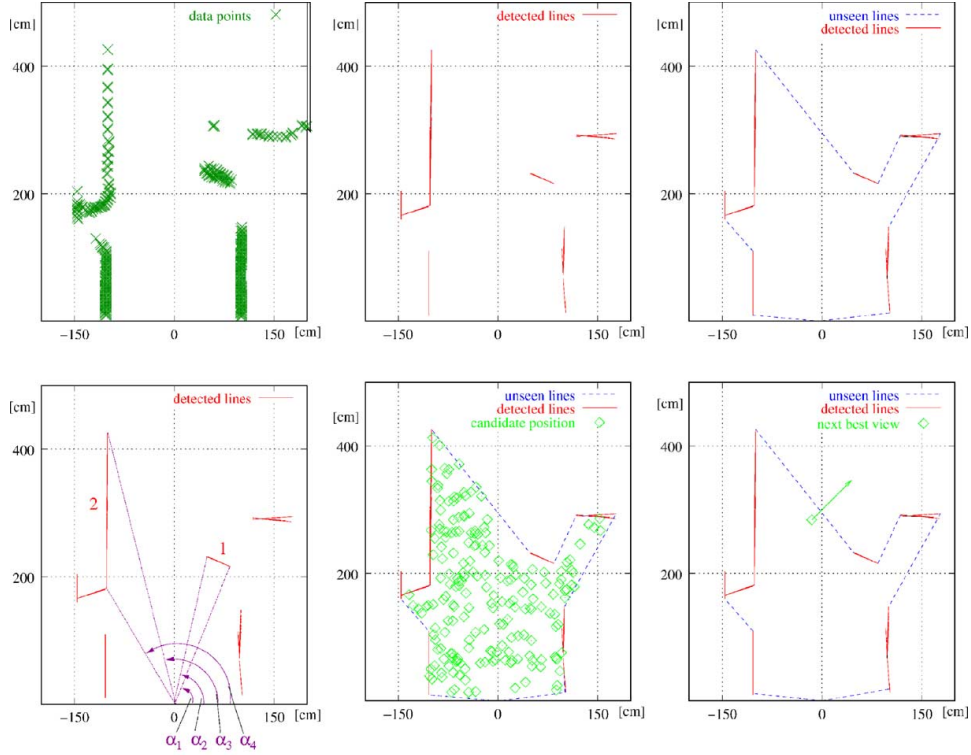 [cm]
data points
400
200
−150
0
150
[cm]
[cm]
detected lines
400
200
−150
0
150
[cm]
[cm]
unseen lines
detected lines
400
200
−150
0
150
[cm]
[cm]
detected lines
400
2
1
200
−150
0
150
[cm]
α1 α2 α3 α4
[cm]
unseen lines
detected lines
candidate position
400
200
−150
0
150
[cm]
[cm]
unseen lines
detected lines
next best view
400
200
−150
0
150
[cm]